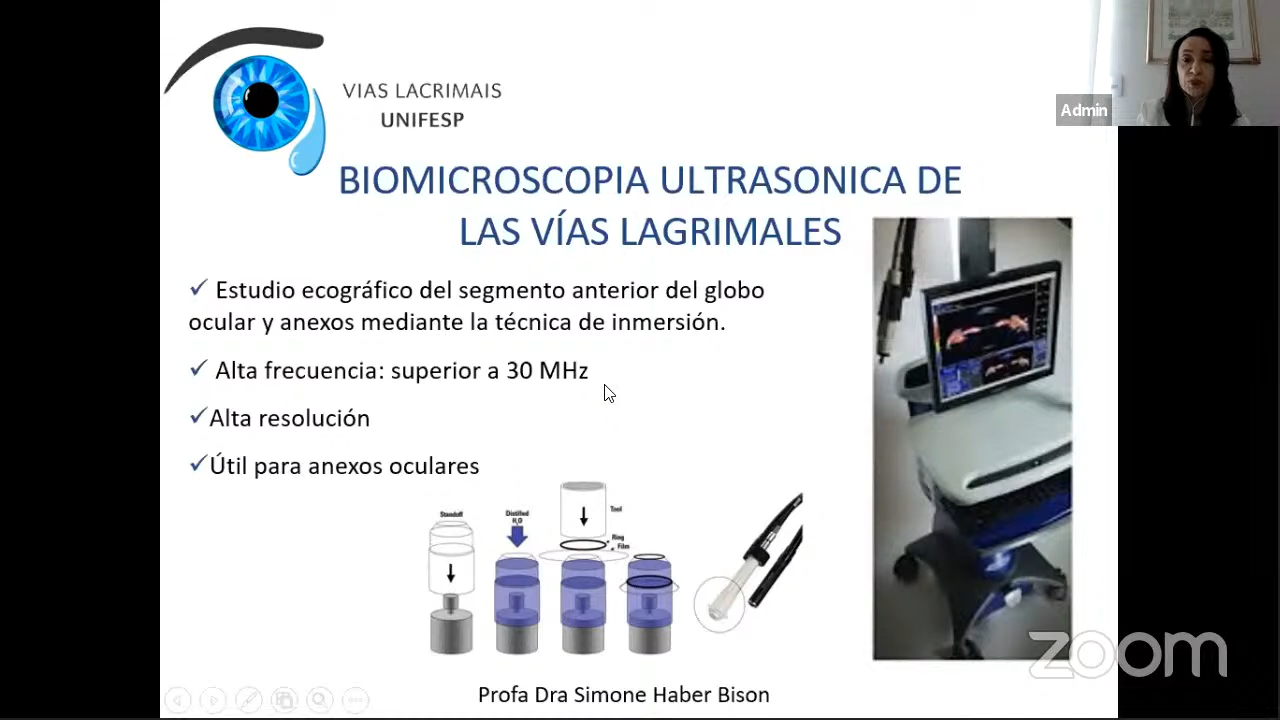 VIAS LACRIMAIS
UNIFESP
Admin
BIOMICROSCOPIA ULTRASONICA DE
LAS VÍAS LAGRIMALES
✓ Estudio ecográfico del segmento anterior del globo
ocular y anexos mediante la técnica de inmersión.
✓ Alta frecuencia: superior a 30 MHz
✓Alta resolución
✓Útil para anexos oculares
Standoff
Distilled
H₂O
Tool
Ring
Film
Profa Dra Simone Haber Bison
zoom